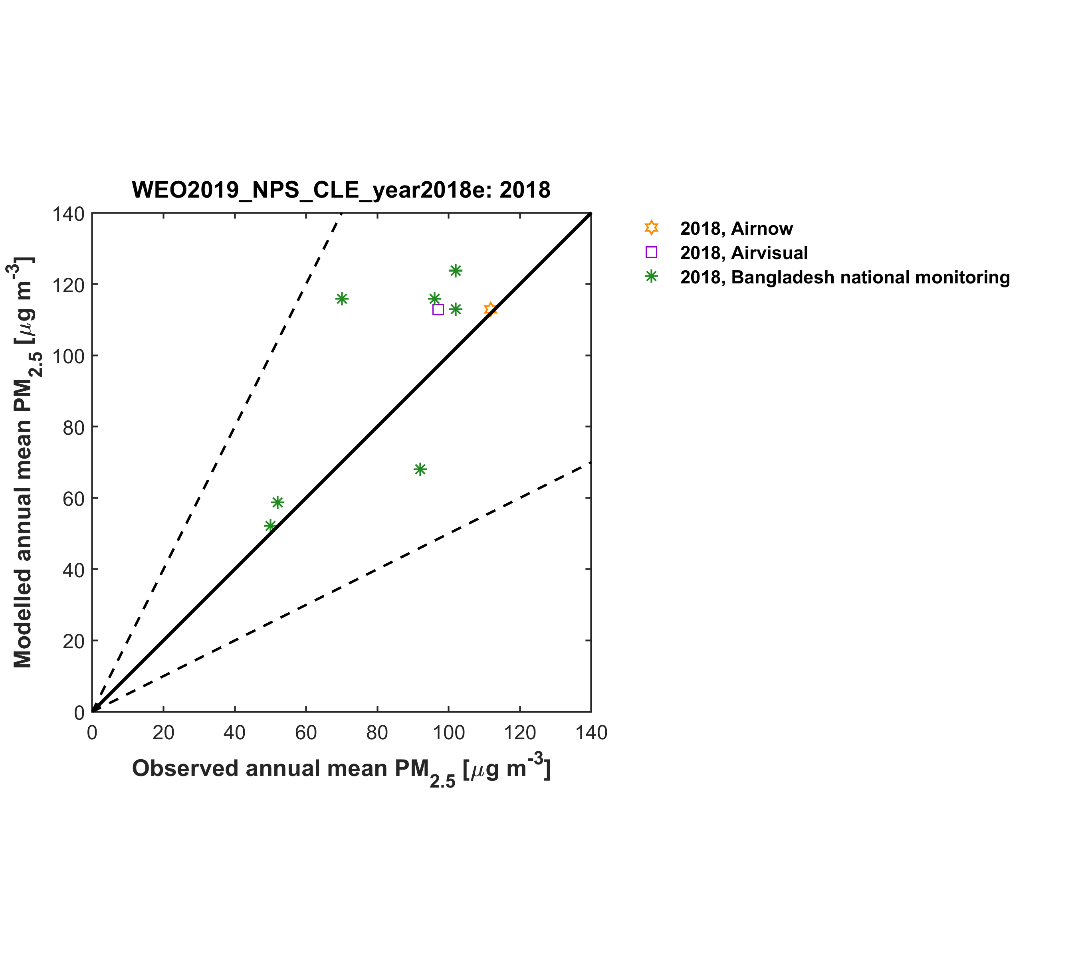 WEO2019_NPS_CLE_year2018e: 2018
140
120
100
80
60
40
20
0
0 20 40 60 80 100 120 140
Modelled annual mean PM2.5 [μg m-3]
Observed annual mean PM2.5 [μg m-3]
2018, Airnow
2018, Airvisual
2018, Bangladesh national monitoring